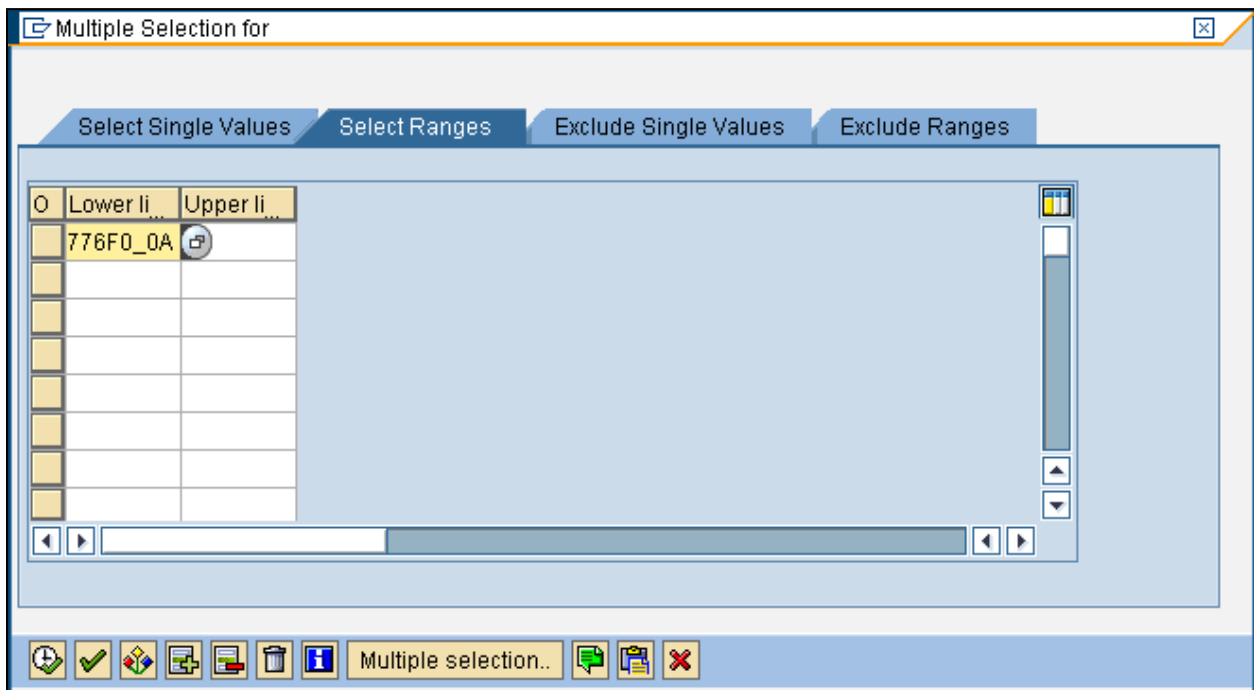 Multiple Selection for
Select Single Values Select Ranges Exclude Single Values Exclude Ranges
O Lower li... Upper li...
776F0_0A
Multiple selection..